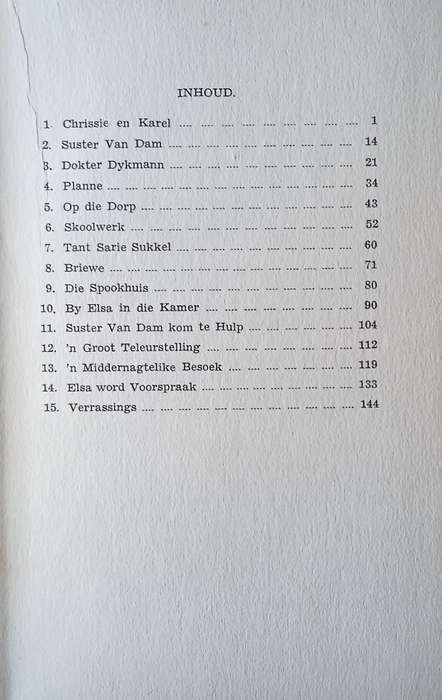 INHOUD.
1. Chrissie en Karel .... .... .... .... .... .... .... .... .... 1
2. Suster Van Dam .... .... .... .... .... .... .... .... .... .... 14
3. Dokter Dykmann .... .... .... .... .... .... .... .... .... .... 21
4. Planne .... .... .... .... .... .... .... .... .... .... .... .... .... 34
5. Op die Dorp .... .... .... .... .... .... .... .... .... .... .... 43
6. Skoolwerk .... .... .... .... .... .... .... .... .... .... .... 52
7. Tant Sarie Sukkel .... .... .... .... .... .... .... .... .... 60
8. Briewe .... .... .... .... .... .... .... .... .... .... .... .... 71
9. Die Spookhuis .... .... .... .... .... .... .... .... .... .... 80
10. By Elsa in die Kamer .... .... .... .... .... .... .... .... 90
11. Suster Van Dam kom te Hulp .... .... .... .... .... 104
12. 'n Groot Teleurstelling .... .... .... .... .... .... .... 112
13. 'n Middernagtelike Besoek .... .... .... .... .... .... 119
14. Elsa word Voorspraak .... .... .... .... .... .... .... 133
15. Verrassings .... .... .... .... .... .... .... .... .... .... .... 144